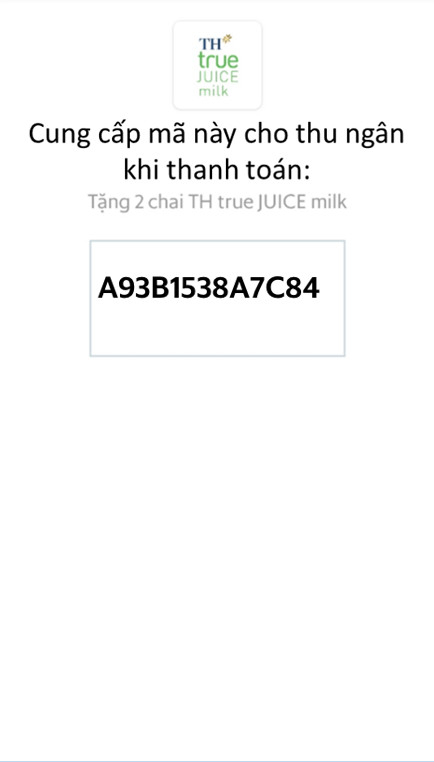 TH
true
JUICE
milk
Cung cấp mã này cho thu ngân
khi thanh toán:
Tặng 2 chai TH true JUICE milk
A93B1538A7C84